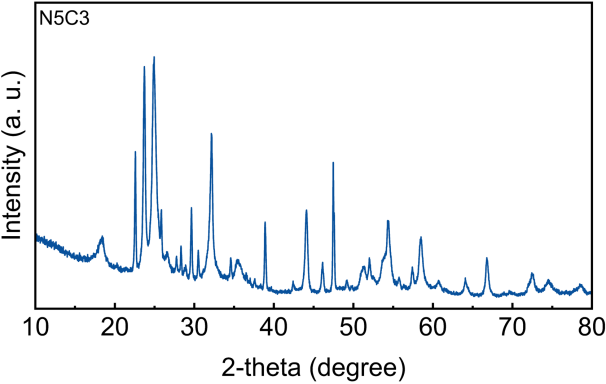 N5C3
Intensity (a. u.)
10 20 30 40 50 60 70 80
2-theta (degree)